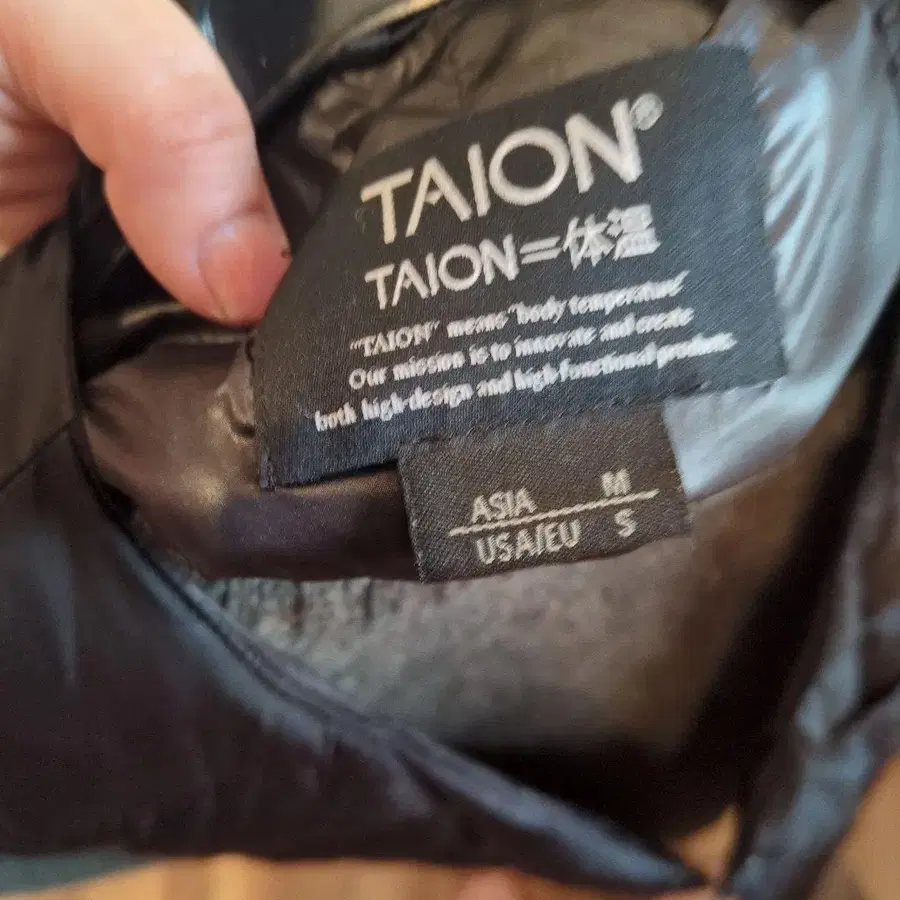 TAION®
TAION=体温
"TAION" means "body temperature"
Our mission is to innovate and create
both high-design and high functional products.
ASIA M
USA/EU S